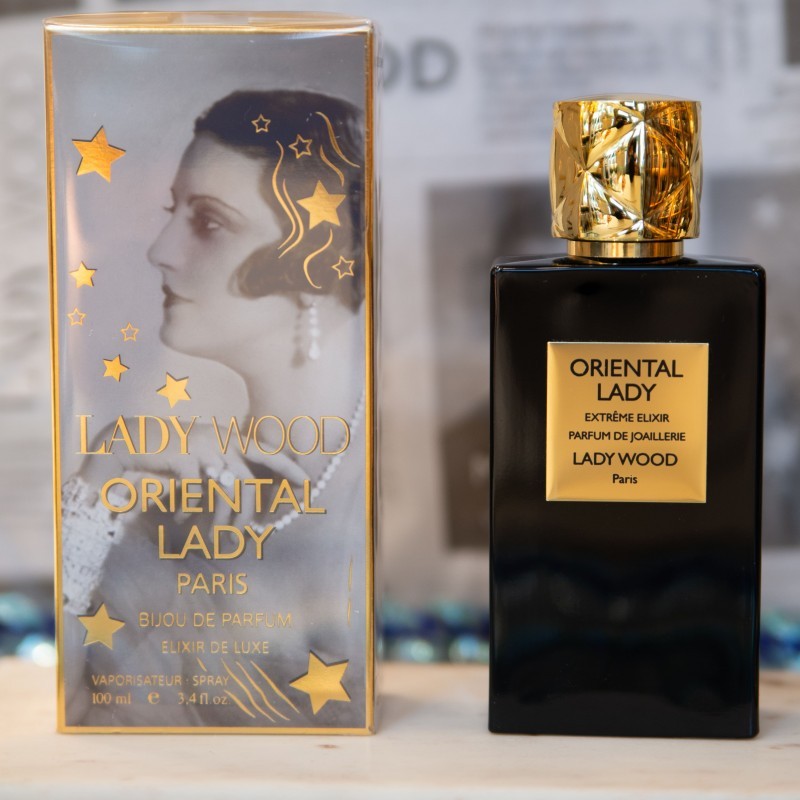 LADY WOOD
ORIENTAL
LADY
PARIS
BIJOU DE PARFUM
ELIXIR DE LUXE
VAPORISATEUR · SPRAY
100 ml e 3,4 fl oz
ORIENTAL
LADY
EXTRÊME ELIXIR
PARFUM DE JOAILLERIE
LADY WOOD
Paris